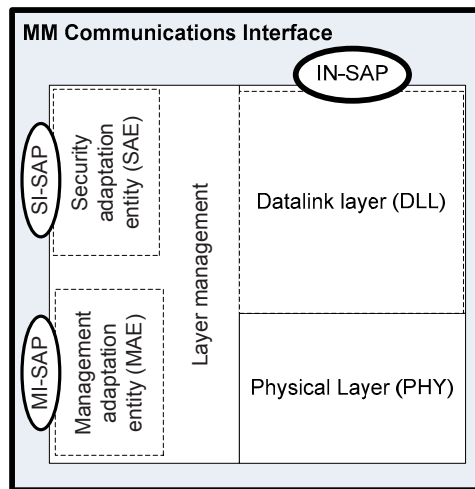 MM Communications Interface
IN-SAP
SI-SAP
Security
adaptation
entity (SAE)
Layer management
Datalink layer (DLL)
MI-SAP
Management
adaptation
entity (MAE)
Physical Layer (PHY)